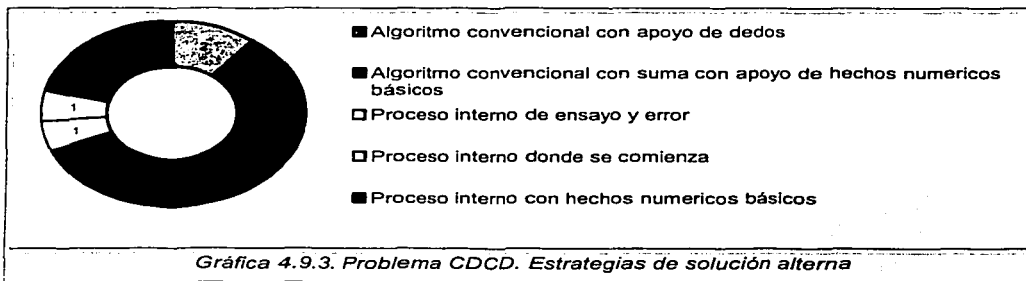 1
1
Algoritmo convencional con apoyo de dedos
Algoritmo convencional con suma con apoyo de hechos numericos
básicos
Proceso interno de ensayo y error
Proceso interno donde se comienza
Proceso interno con hechos numericos básicos
Gráfica 4.9.3. Problema CDCD. Estrategias de solución alterna